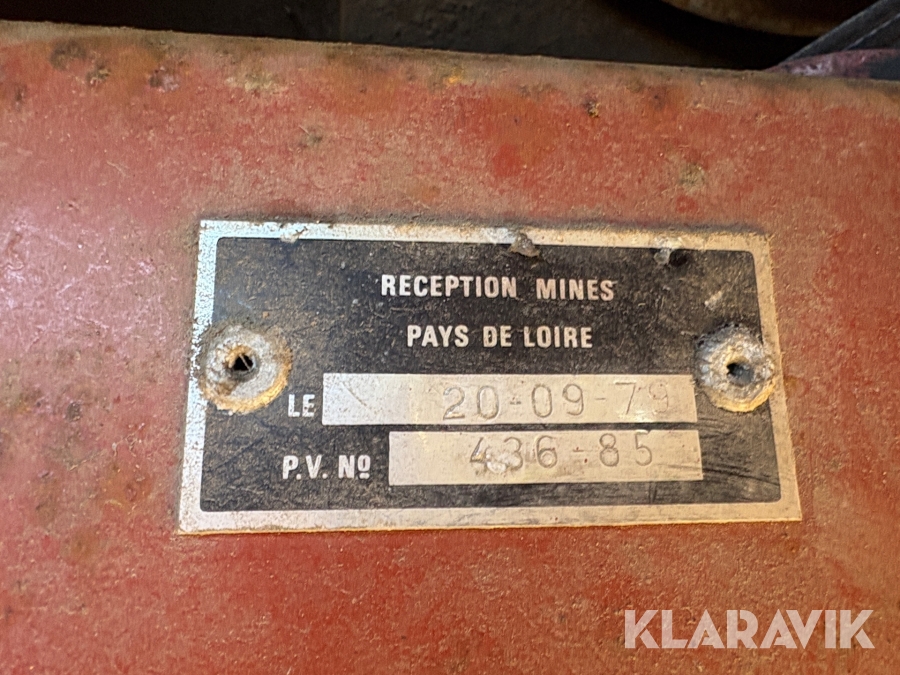 RECEPTION MINES
PAYS DE LOIRE
LE 20-09-79
P.V. Nº 436-85
KLARAVIK